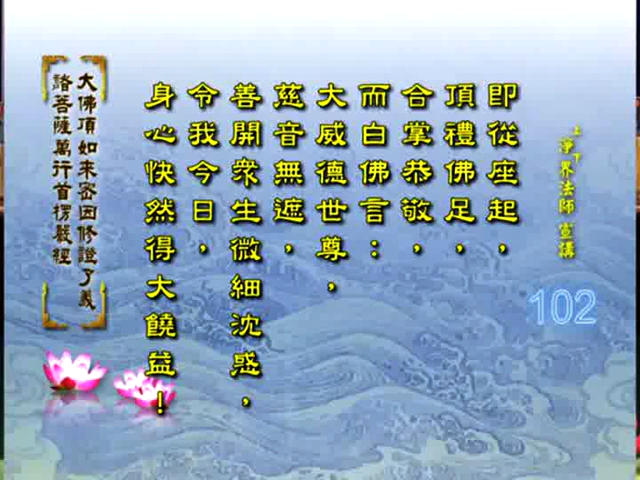 上淨下界法師 宣講
102
即從座起，
頂禮佛足，
合掌恭敬，
而白佛言：
大威德世尊，
慈音無遮，
善開眾生微細沈惑，
令我今日，
身心快然得大饒益！
大佛頂如來密因修證了義
諸菩薩萬行首楞嚴經